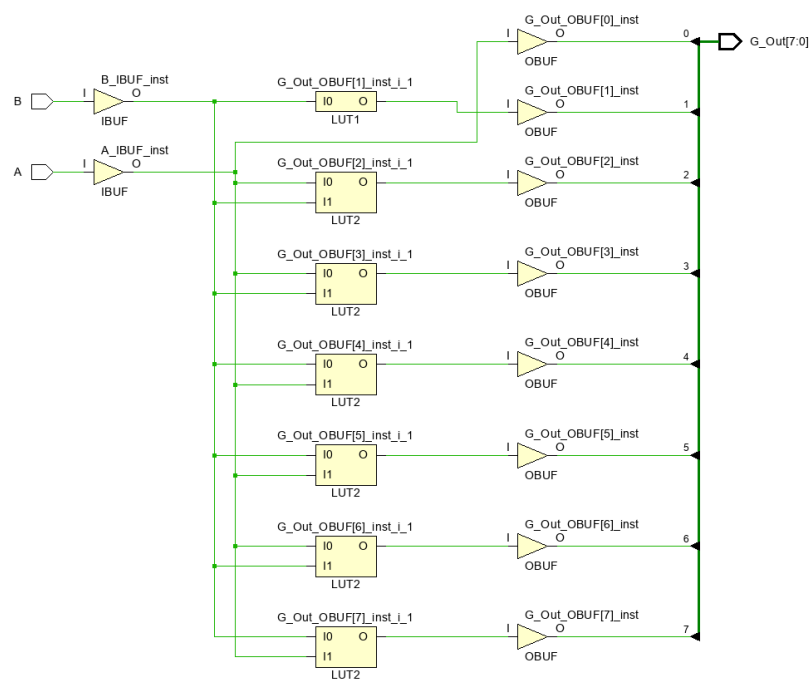 G_Out_OBUF[0]_inst
I O 0 G_Out[7:0]
OBUF
B_IBUF_inst
G_Out_OBUF[1]_inst_i_1
G_Out_OBUF[1]_inst
B I O I0 O I O 1
IBUF LUT1 OBUF
A_IBUF_inst
G_Out_OBUF[2]_inst_i_1
G_Out_OBUF[2]_inst
A I O
IBUF
I0 O I O 2
I1 OBUF
LUT2
G_Out_OBUF[3]_inst_i_1
G_Out_OBUF[3]_inst
I0 O I O 3
I1 OBUF
LUT2
G_Out_OBUF[4]_inst_i_1
G_Out_OBUF[4]_inst
I0 O I O 4
I1 OBUF
LUT2
G_Out_OBUF[5]_inst_i_1
G_Out_OBUF[5]_inst
I0 O I O 5
I1 OBUF
LUT2
G_Out_OBUF[6]_inst_i_1
G_Out_OBUF[6]_inst
I0 O I O 6
I1 OBUF
LUT2
G_Out_OBUF[7]_inst_i_1
G_Out_OBUF[7]_inst
I0 O I O 7
I1 OBUF
LUT2